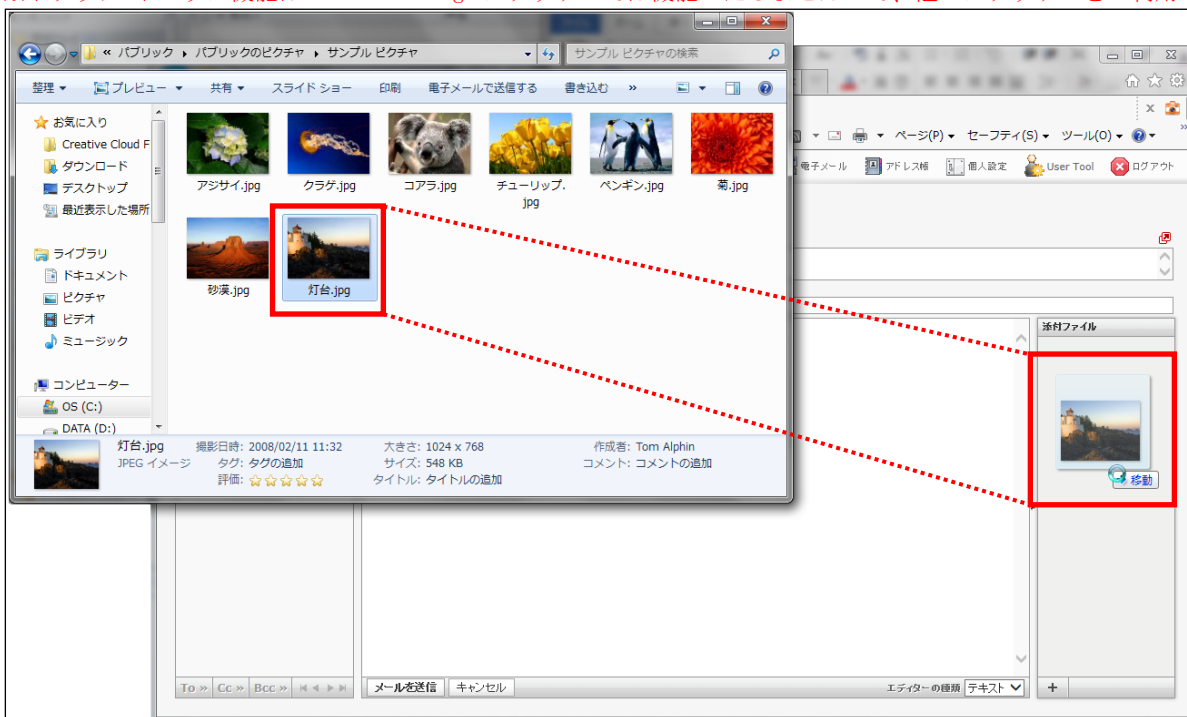 « パブリック ▸ パブリックのピクチャ ▸ サンプル ピクチャ
サンプル ピクチャの検索
整理 ▼ プレビュー ▼ 共有 ▼ スライド ショー 印刷 電子メールで送信する 書き込む »
お気に入り
Creative Cloud F
ダウンロード
デスクトップ
最近表示した場所
ライブラリ
ドキュメント
ピクチャ
ビデオ
ミュージック
コンピューター
OS (C:)
DATA (D:)
アジサイ.jpg クラゲ.jpg コアラ.jpg チューリップ.
jpg
ペンギン.jpg 菊.jpg
砂漠.jpg 灯台.jpg
灯台.jpg 撮影日時: 2008/02/11 11:32 大きさ: 1024 x 768 作成者: Tom Alphin
JPEG イメージ タグ: タグの追加 サイズ: 548 KB コメント: コメントの追加
評価: ☆☆☆☆☆ タイトル: タイトルの追加
ページ(P) ▼ セーフティ(S) ▼ ツール(O) ▼
電子メール アドレス帳 個人設定 User Tool ログアウト
添付ファイル
移動
To » Cc » Bcc »
メールを送信 キャンセル
エディターの種類 テキスト
+